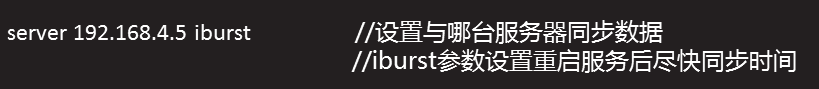 server 192.168.4.5 iburst //设置与哪台服务器同步数据
//iburst参数设置重启服务后尽快同步时间